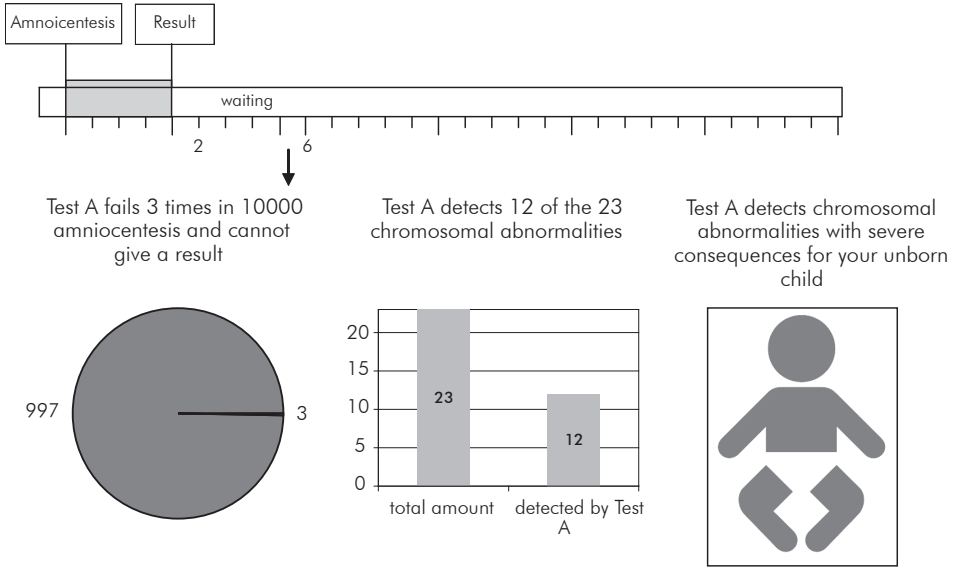 Amnoicentesis
Result
waiting
2
6
Test A fails 3 times in 10000
amniocentesis and cannot
give a result
997
3
Test A detects 12 of the 23
chromosomal abnormalities
20
15
10
5
0
23
12
total amount
detected by Test
A
Test A detects chromosomal
abnormalities with severe
consequences for your unborn
child